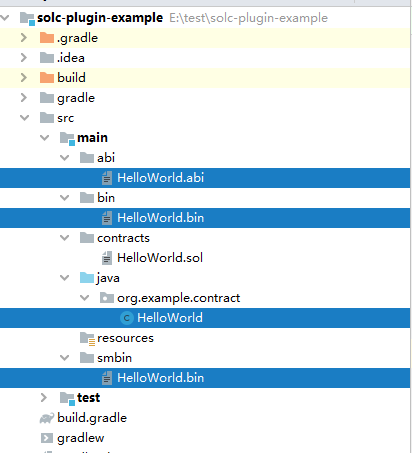 solc-plugin-example E:\test\solc-plugin-example
.gradle
.idea
build
gradle
src
main
abi
HelloWorld.abi
bin
HelloWorld.bin
contracts
HelloWorld.sol
java
org.example.contract
HelloWorld
resources
smbin
HelloWorld.bin
test
build.gradle
gradlew